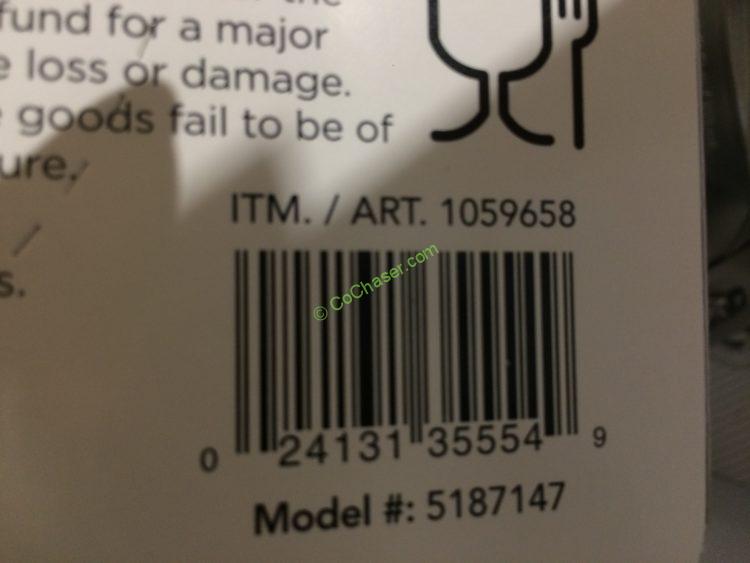 the
fund for a major
e loss or damage.
goods fail to be of
ure.
s.
ITM. / ART. 1059658
© CoChaser.com
0 24131 35554 9
Model #: 5187147